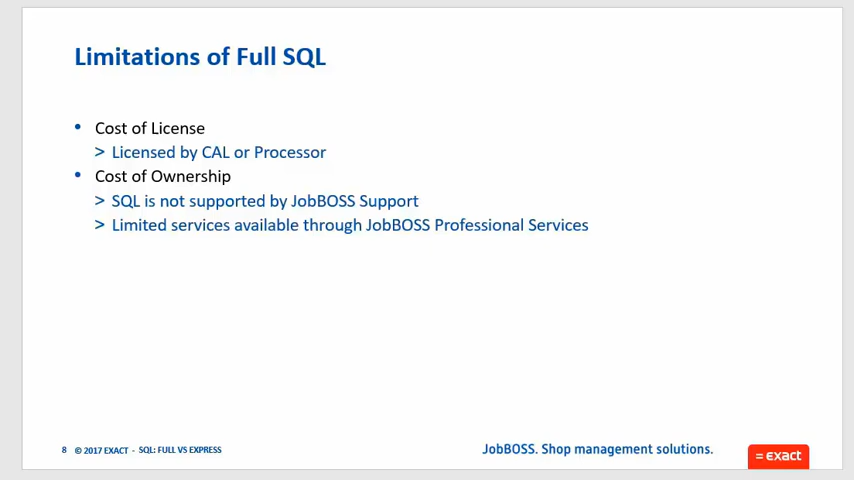 Limitations of Full SQL
• Cost of License
> Licensed by CAL or Processor
• Cost of Ownership
> SQL is not supported by JobBOSS Support
> Limited services available through JobBOSS Professional Services
8 © 2017 EXACT - SQL: FULL VS EXPRESS
JobBOSS. Shop management solutions.
= exact